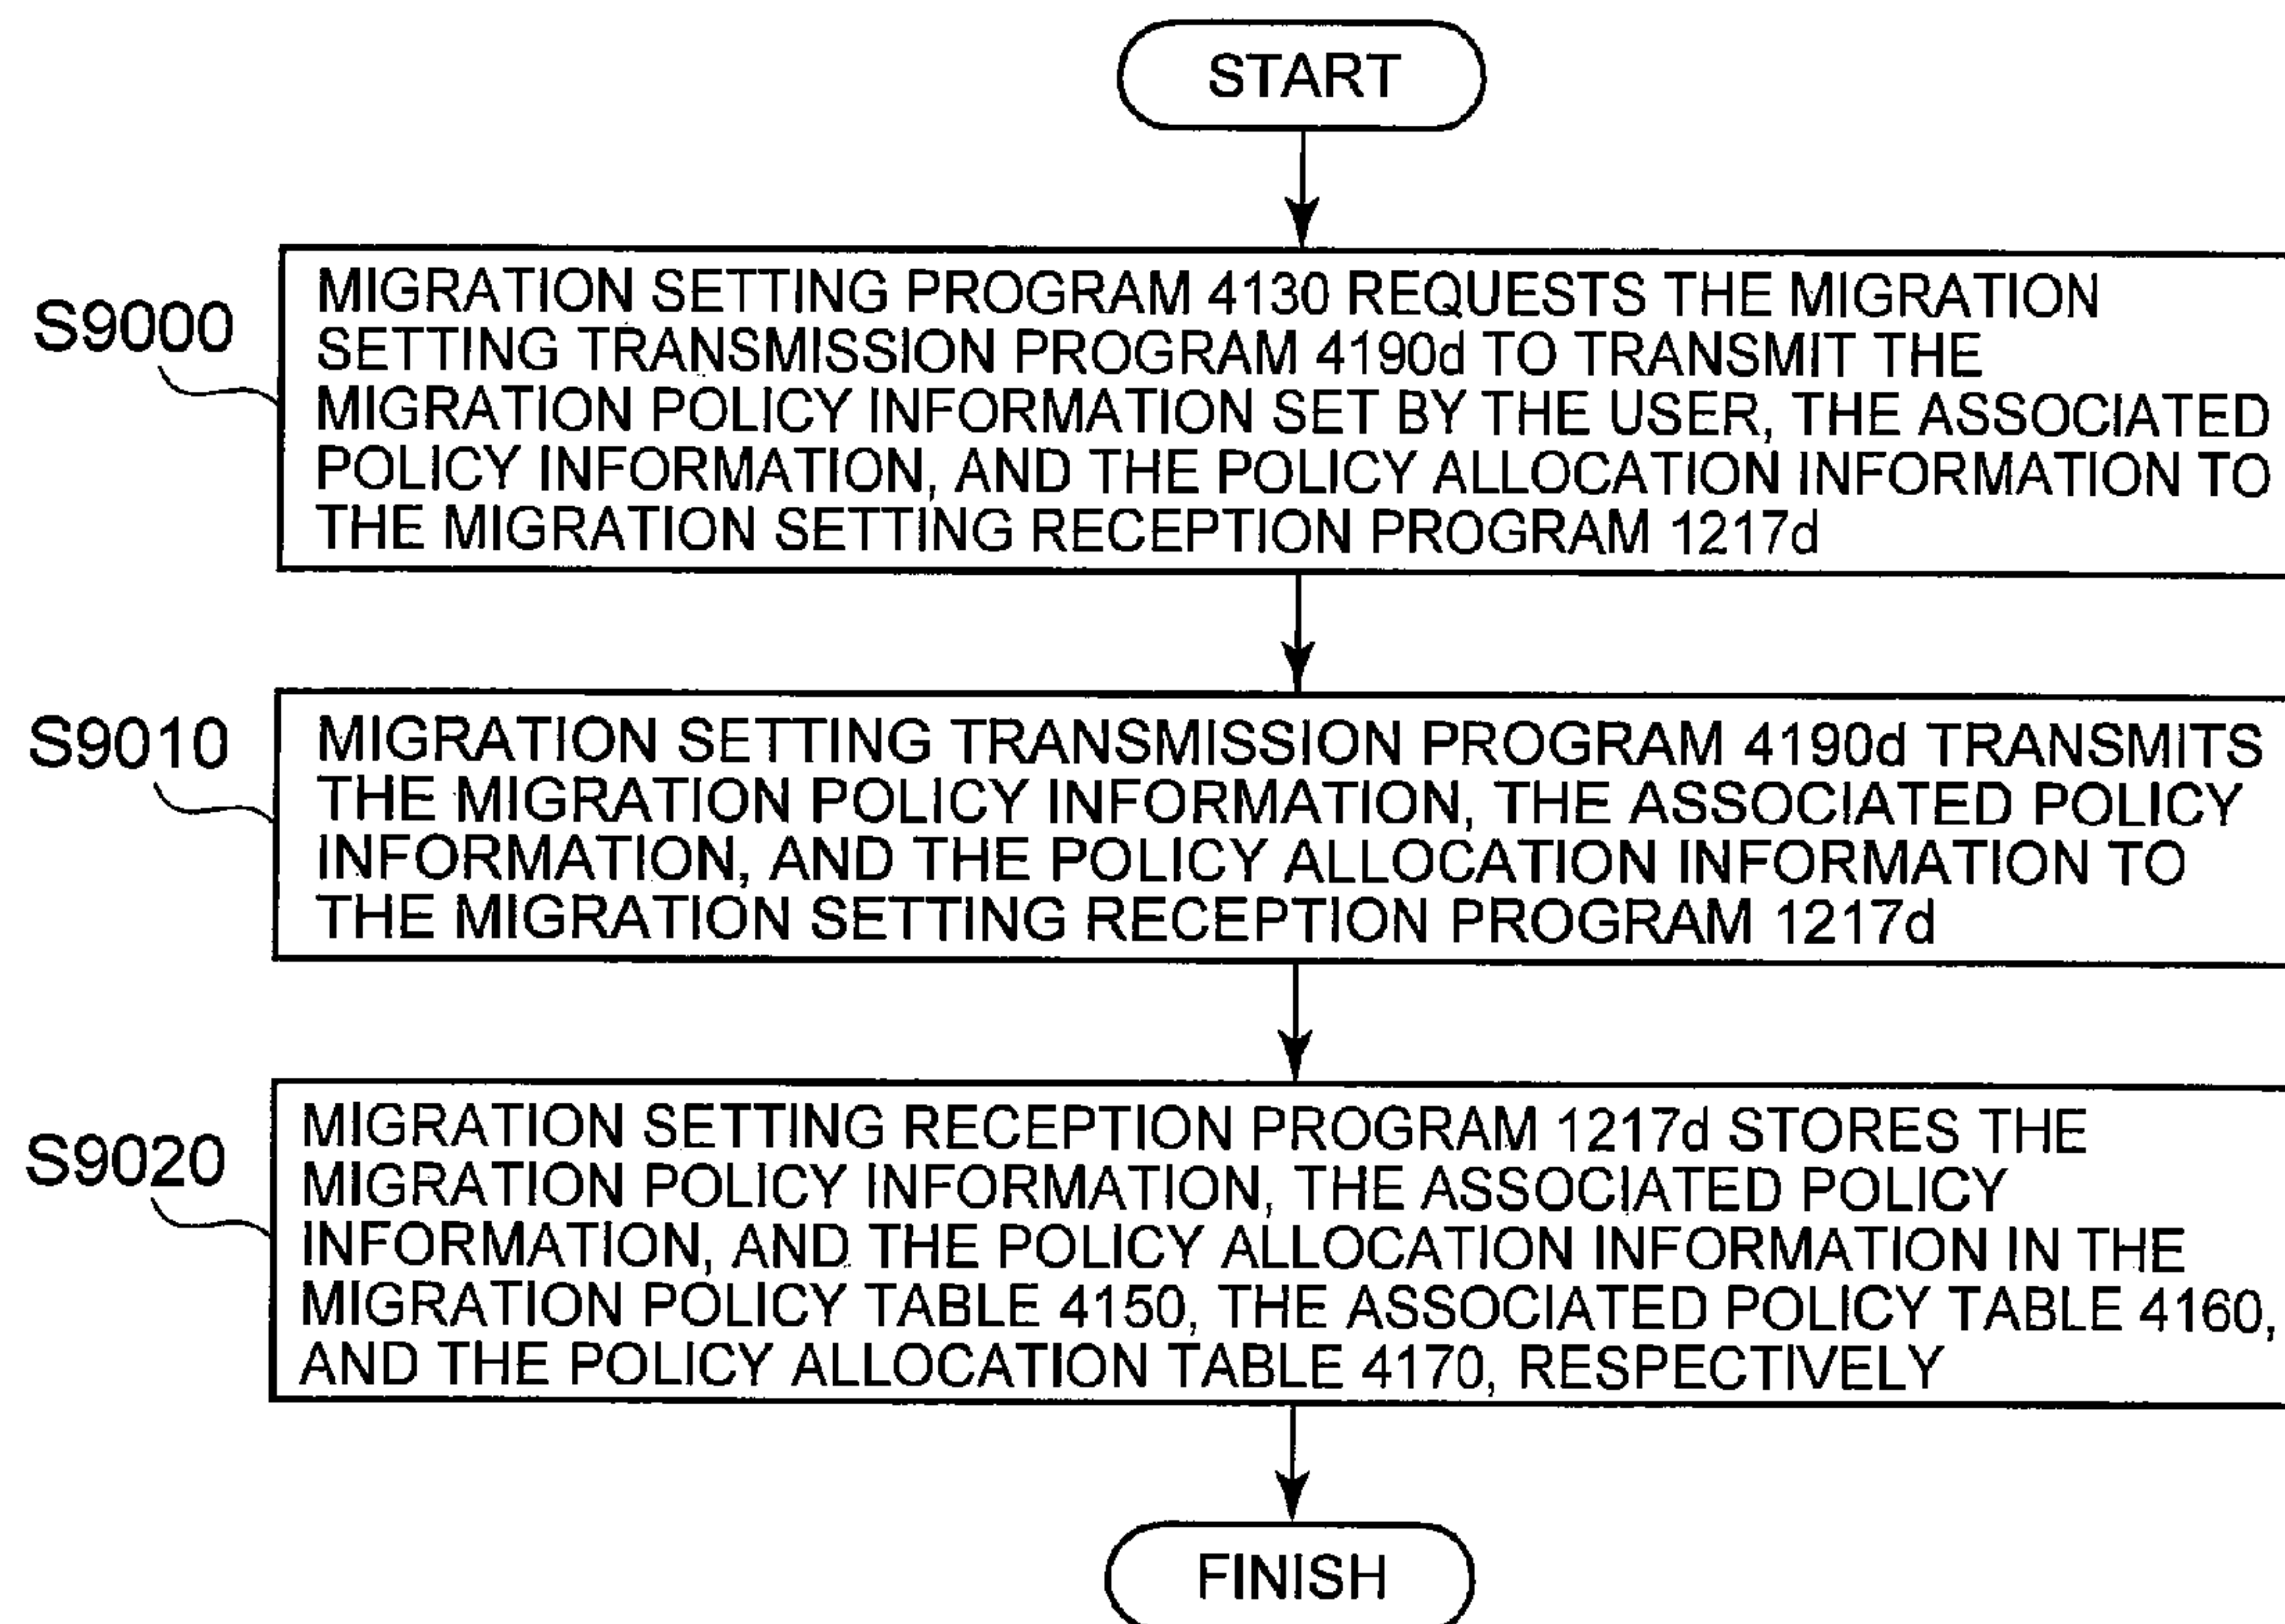 START
S9000
MIGRATION SETTING PROGRAM 4130 REQUESTS THE MIGRATION
SETTING TRANSMISSION PROGRAM 4190d TO TRANSMIT THE
MIGRATION POLICY INFORMATION SET BY THE USER, THE ASSOCIATED
POLICY INFORMATION, AND THE POLICY ALLOCATION INFORMATION TO
THE MIGRATION SETTING RECEPTION PROGRAM 1217d
S9010
MIGRATION SETTING TRANSMISSION PROGRAM 4190d TRANSMITS
THE MIGRATION POLICY INFORMATION, THE ASSOCIATED POLICY
INFORMATION, AND THE POLICY ALLOCATION INFORMATION TO
THE MIGRATION SETTING RECEPTION PROGRAM 1217d
S9020
MIGRATION SETTING RECEPTION PROGRAM 1217d STORES THE
MIGRATION POLICY INFORMATION, THE ASSOCIATED POLICY
INFORMATION, AND THE POLICY ALLOCATION INFORMATION IN THE
MIGRATION POLICY TABLE 4150, THE ASSOCIATED POLICY TABLE 4160,
AND THE POLICY ALLOCATION TABLE 4170, RESPECTIVELY
FINISH